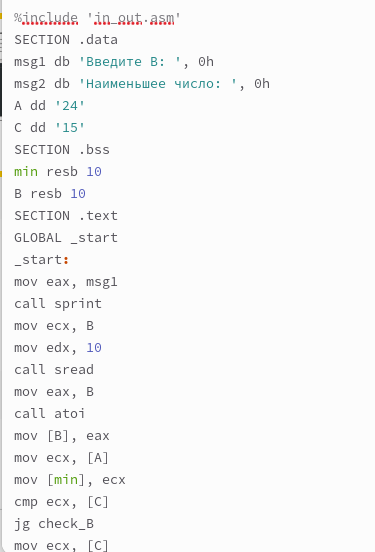 %include 'in_out.asm'
SECTION .data
msg1 db 'Введите B: ', 0h
msg2 db 'Наименьшее число: ', 0h
A dd '24'
C dd '15'
SECTION .bss
min resb 10
B resb 10
SECTION .text
GLOBAL _start
_start:
mov eax, msg1
call sprint
mov ecx, B
mov edx, 10
call sread
mov eax, B
call atoi
mov [B], eax
mov ecx, [A]
mov [min], ecx
cmp ecx, [C]
jg check_B
mov ecx, [C]